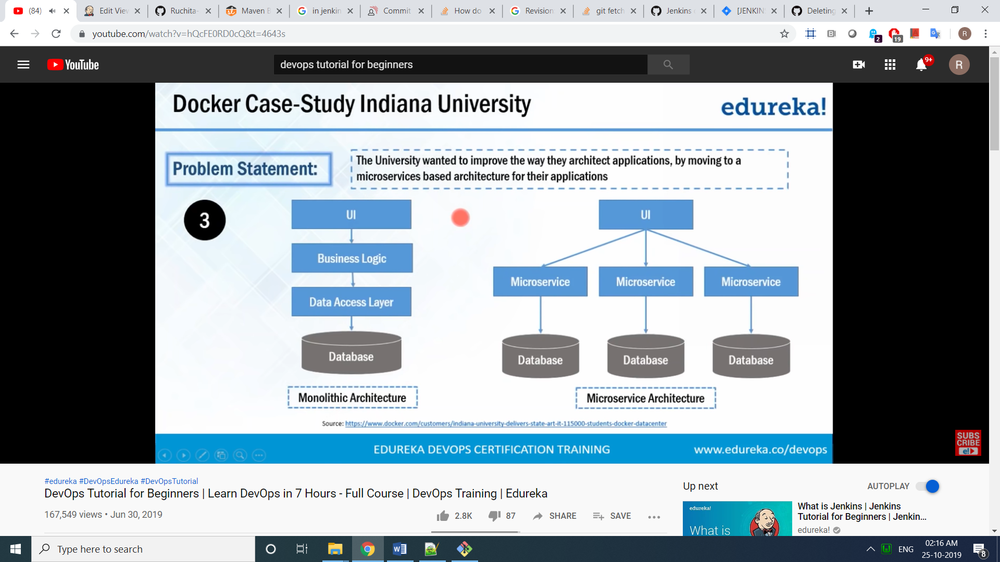 (84)
Edit View
Ruchita-
Maven B
in jenkin
Commit
How do
Revision
git fetch
Jenkins
[JENKIN
Deleting
youtube.com/watch?v=hQcFE0RD0cQ&t=4643s
2
19
R
YouTube
devops tutorial for beginners
9+
R
Docker Case-Study Indiana University
edureka!
Problem Statement:
The University wanted to improve the way they architect applications, by moving to a
microservices based architecture for their applications
3
UI
Business Logic
Data Access Layer
Database
Monolithic Architecture
UI
Microservice
Microservice
Microservice
Database
Database
Database
Microservice Architecture
Source: https://www.docker.com/customers/indiana-university-delivers-state-art-it-115000-students-docker-datacenter
EDUREKA DEVOPS CERTIFICATION TRAINING
www.edureka.co/devops
SUBS
CRIBE
e!
#edureka #DevOpsEdureka #DevOpsTutorial
DevOps Tutorial for Beginners | Learn DevOps in 7 Hours - Full Course | DevOps Training | Edureka
167,549 views • Jun 30, 2019
2.8K
87
SHARE
SAVE
Up next
AUTOPLAY
edureka!
What is
What is Jenkins | Jenkins
Tutorial for Beginners | Jenkin...
edureka!
Type here to search
ENG
02:16 AM
25-10-2019
8